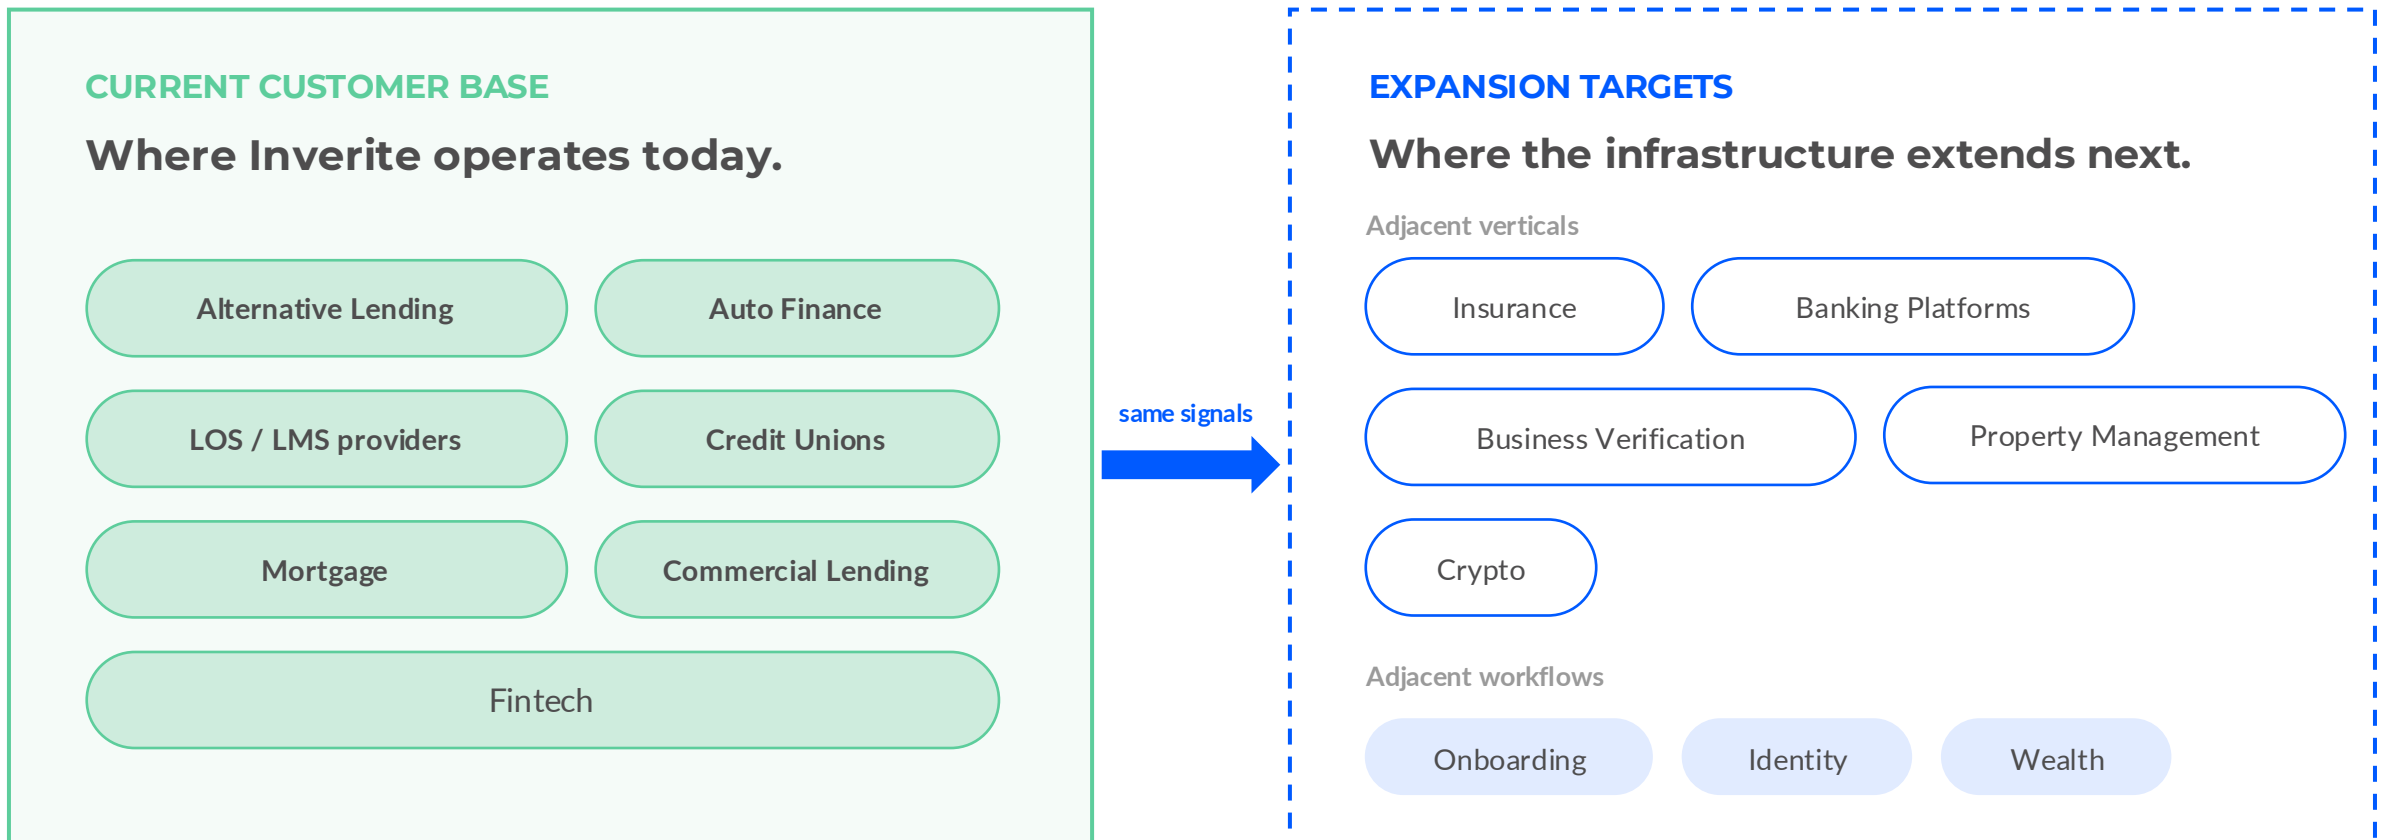 CURRENT CUSTOMER BASE
Where Inverite operates today.
Alternative Lending
Auto Finance
LOS / LMS providers
Credit Unions
Mortgage
Commercial Lending
Fintech
same signals
EXPANSION TARGETS
Where the infrastructure extends next.
Adjacent verticals
Insurance
Banking Platforms
Business Verification
Property Management
Crypto
Adjacent workflows
Onboarding
Identity
Wealth